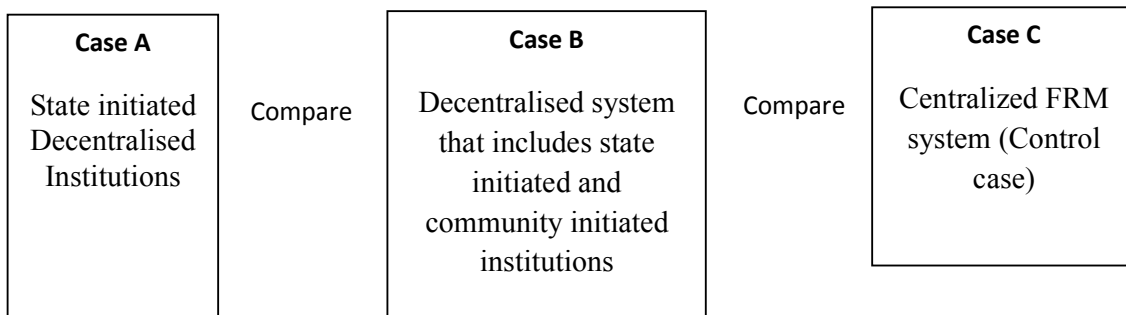 Case A
State initiated
Decentralised
Institutions
Compare
Case B
Decentralised system
that includes state
initiated and
community initiated
institutions
Compare
Case C
Centralized FRM
system (Control
case)